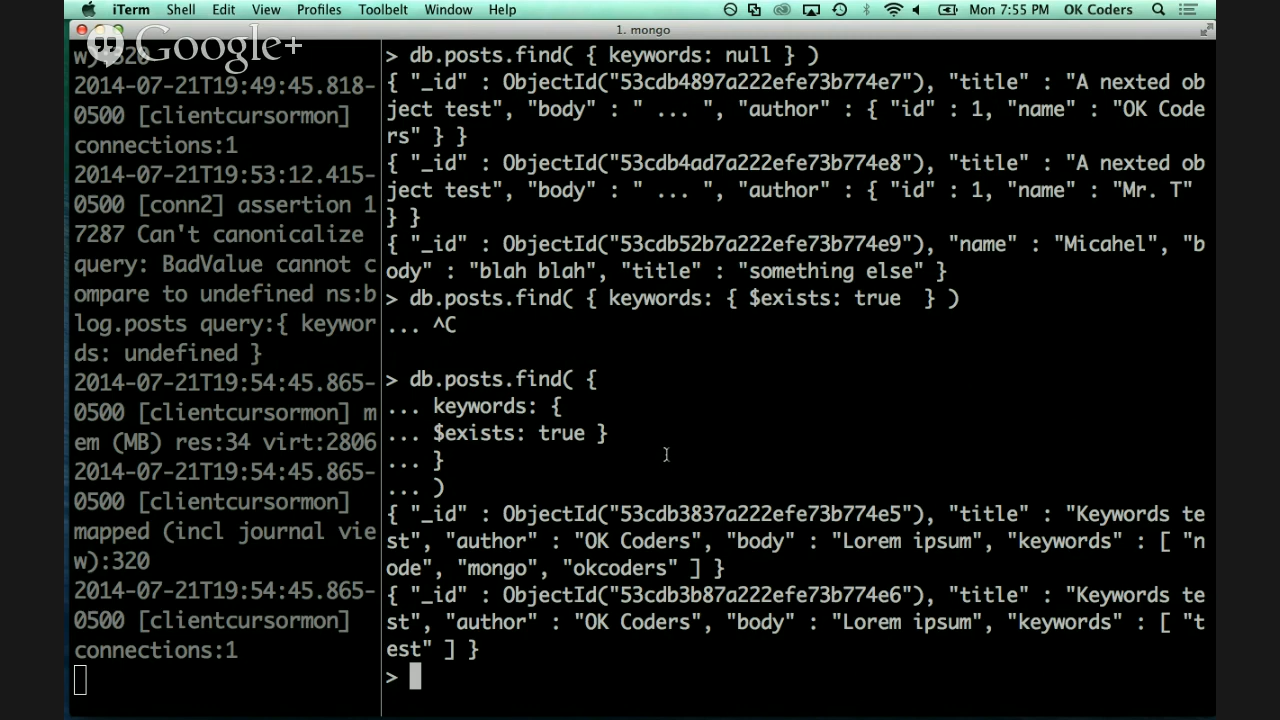 iTerm Shell Edit View Profiles Toolbelt Window Help Mon 7:55 PM OK Coders
1. mongo
Google+
w):320
2014-07-21T19:49:45.818-
0500 [clientcursormon]
connections:1
2014-07-21T19:53:12.415-
0500 [conn2] assertion 1
7287 Can't canonicalize
query: BadValue cannot c
ompare to undefined ns:b
log.posts query:{ keywor
ds: undefined }
2014-07-21T19:54:45.865-
0500 [clientcursormon] m
em (MB) res:34 virt:2806
2014-07-21T19:54:45.865-
0500 [clientcursormon]
mapped (incl journal vie
w):320
2014-07-21T19:54:45.865-
0500 [clientcursormon]
connections:1
> db.posts.find( { keywords: null } )
{ "_id" : ObjectId("53cdb4897a222efe73b774e7"), "title" : "A nexted ob
ject test", "body" : " ... ", "author" : { "id" : 1, "name" : "OK Code
rs" } }
{ "_id" : ObjectId("53cdb4ad7a222efe73b774e8"), "title" : "A nexted ob
ject test", "body" : " ... ", "author" : { "id" : 1, "name" : "Mr. T"
} }
{ "_id" : ObjectId("53cdb52b7a222efe73b774e9"), "name" : "Micahel", "b
ody" : "blah blah", "title" : "something else" }
> db.posts.find( { keywords: { $exists: true  } )
... ^C
> db.posts.find( {
... keywords: {
... $exists: true }
... }
... )
{ "_id" : ObjectId("53cdb3837a222efe73b774e5"), "title" : "Keywords te
st", "author" : "OK Coders", "body" : "Lorem ipsum", "keywords" : [ "n
ode", "mongo", "okcoders" ] }
{ "_id" : ObjectId("53cdb3b87a222efe73b774e6"), "title" : "Keywords te
st", "author" : "OK Coders", "body" : "Lorem ipsum", "keywords" : [ "t
est" ] }
>